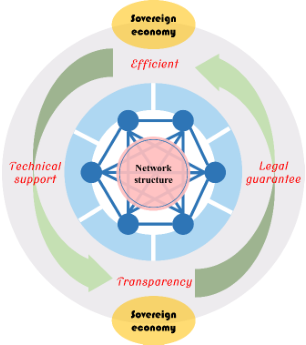 Sovereign
economy
Efficient
Technical
support
Network
structure
Legal
guarantee
Transparency
Sovereign
economy